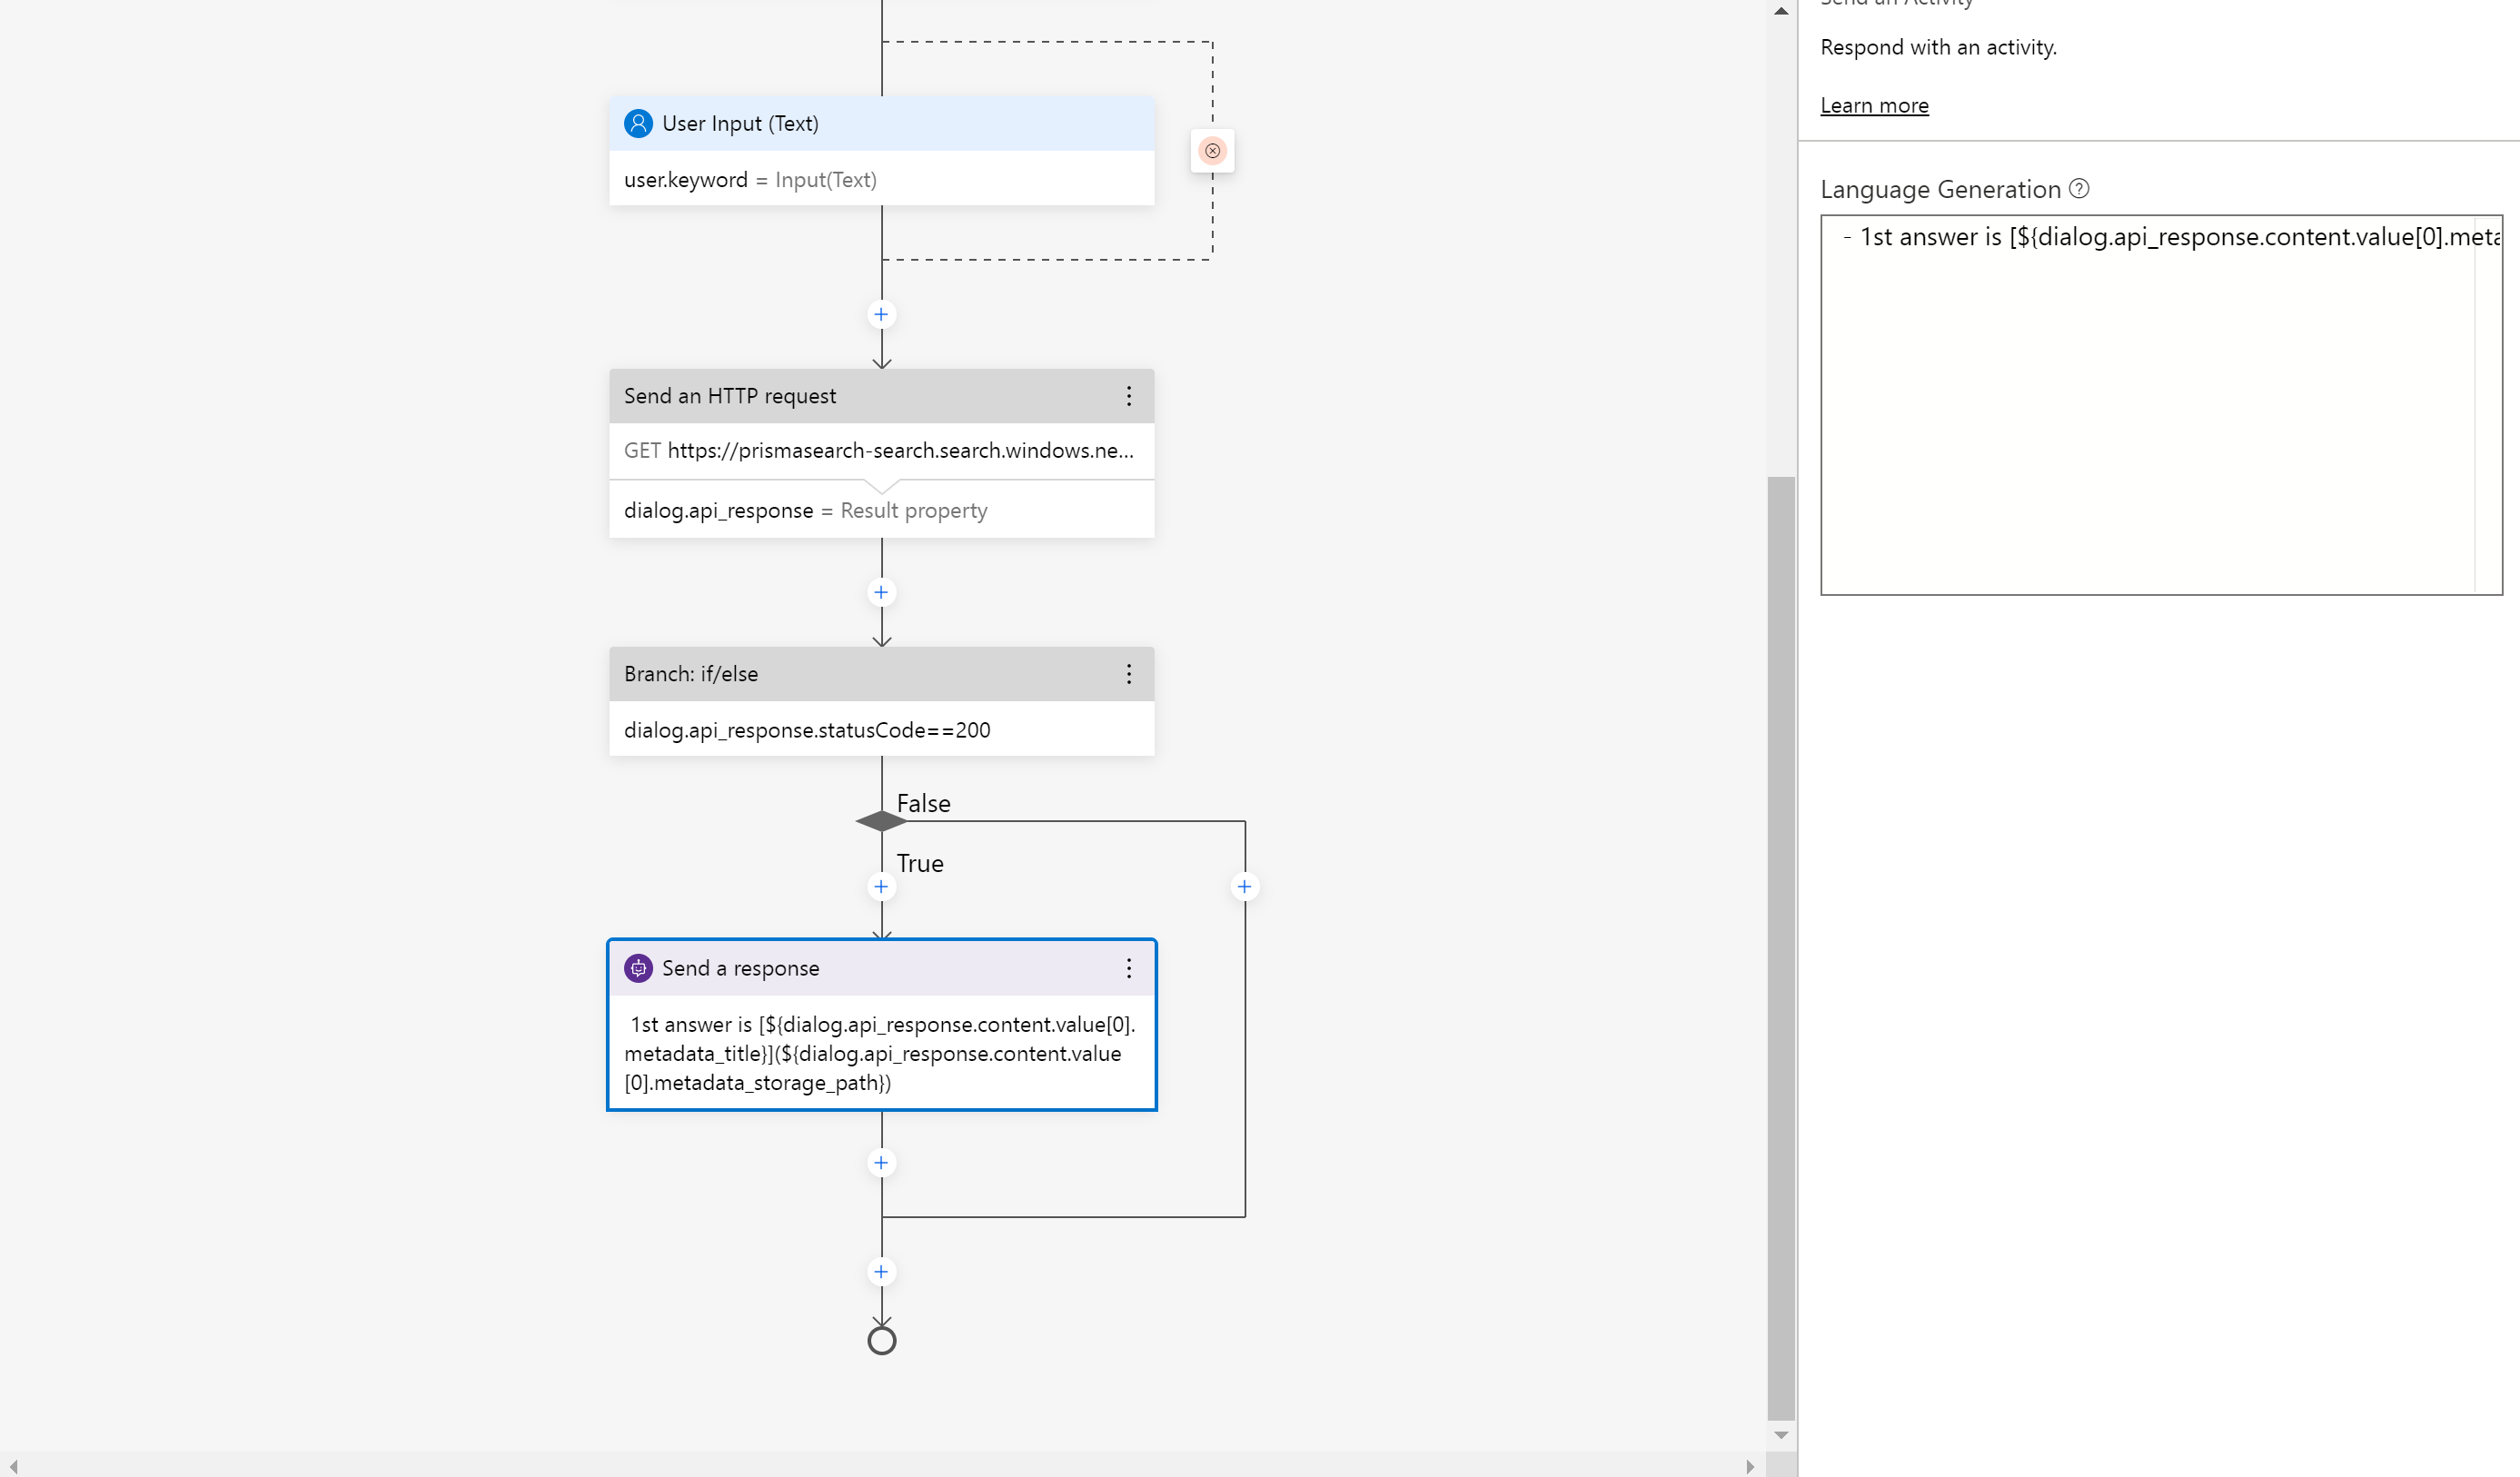 User Input (Text)
user.keyword = Input(Text)
Send an HTTP request
GET https://prismasearch-search.search.windows.ne...
dialog.api_response = Result property
Branch: if/else
dialog.api_response.statusCode==200
False
True
Send a response
1st answer is [${dialog.api_response.content.value[0].
metadata_title}](${dialog.api_response.content.value
[0].metadata_storage_path})
Send an Activity
Respond with an activity.
Learn more
Language Generation
- 1st answer is [${dialog.api_response.content.value[0].meta